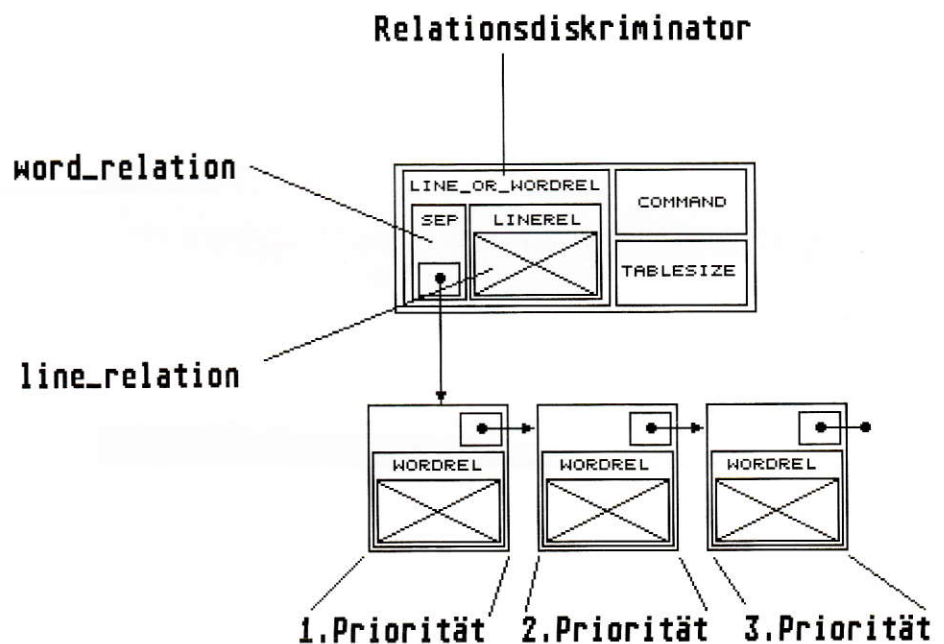 Relationsdiskriminator
word_relation
LINE_OR_WORDREL
COMMAND
SEP
LINEREL
TABLESIZE
line_relation
WORDREL
WORDREL
WORDREL
1.Priorität
2.Priorität
3.Priorität